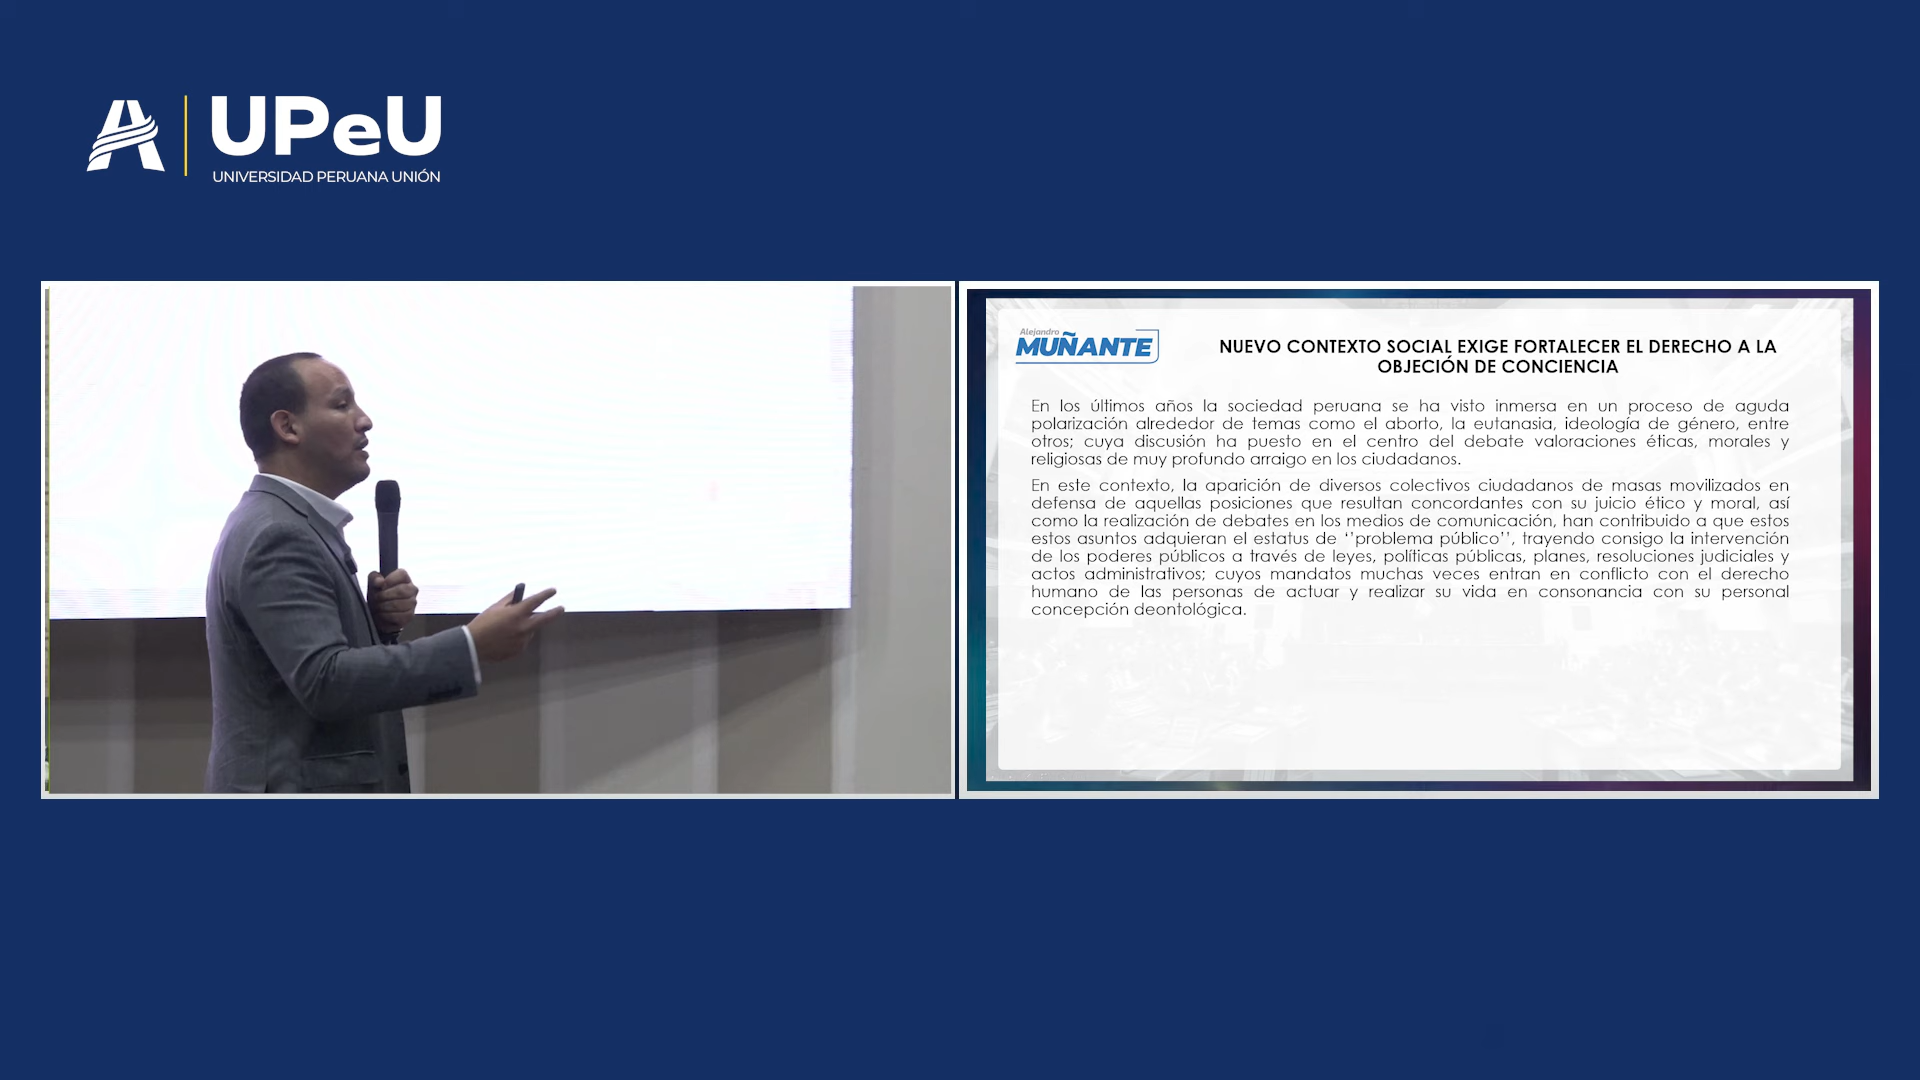 UPeU
UNIVERSIDAD PERUANA UNIÓN
Alejandro
MUÑANTE
NUEVO CONTEXTO SOCIAL EXIGE FORTALECER EL DERECHO A LA
OBJECIÓN DE CONCIENCIA
En los últimos años la sociedad peruana se ha visto inmersa en un proceso de aguda
polarización alrededor de temas como el aborto, la eutanasia, ideología de género, entre
otros; cuya discusión ha puesto en el centro del debate valoraciones éticas, morales y
religiosas de muy profundo arraigo en los ciudadanos.
En este contexto, la aparición de diversos colectivos ciudadanos de masas movilizados en
defensa de aquellas posiciones que resultan concordantes con su juicio ético y moral, así
como la realización de debates en los medios de comunicación, han contribuido a que estos
estos asuntos adquieran el estatus de ‘’problema público’’, trayendo consigo la intervención
de los poderes públicos a través de leyes, políticas públicas, planes, resoluciones judiciales y
actos administrativos; cuyos mandatos muchas veces entran en conflicto con el derecho
humano de las personas de actuar y realizar su vida en consonancia con su personal
concepción deontológica.